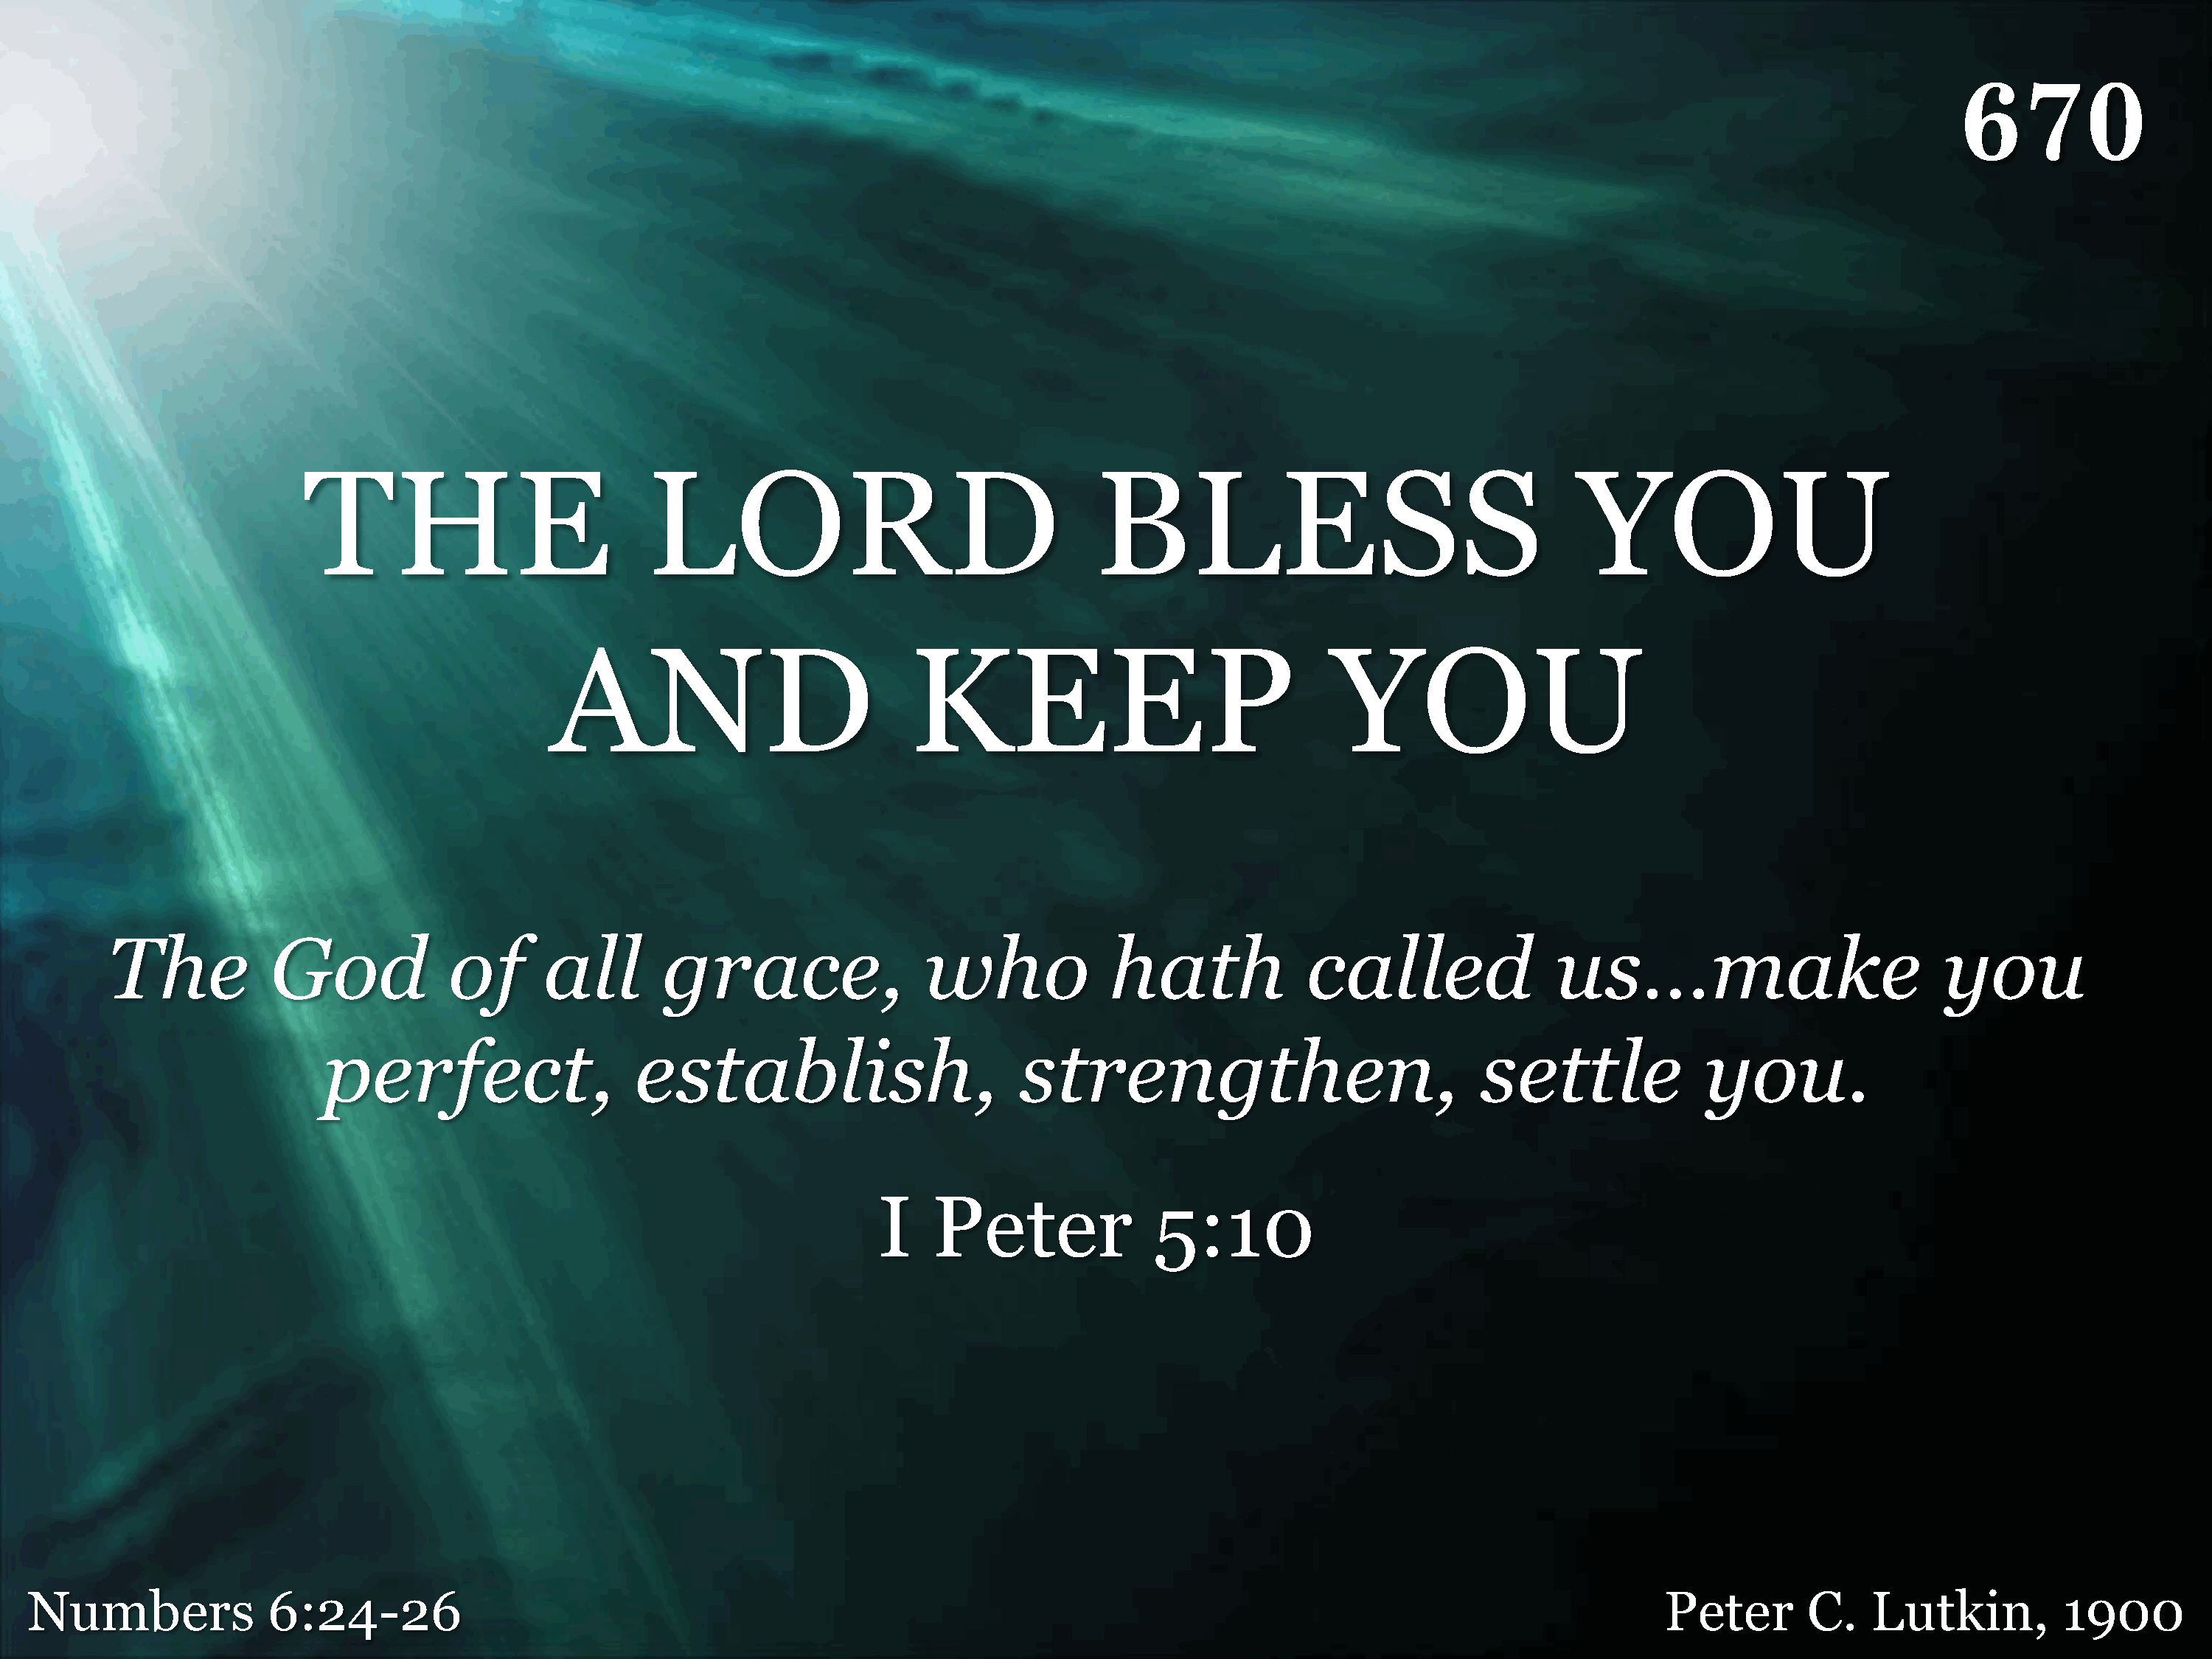 670
THE LORD BLESS YOU
AND KEEP YOU
The God of all grace, who hath called us...make you
perfect, establish, strengthen, settle you.
I Peter 5:10
Numbers 6:24-26
Peter C. Lutkin, 1900